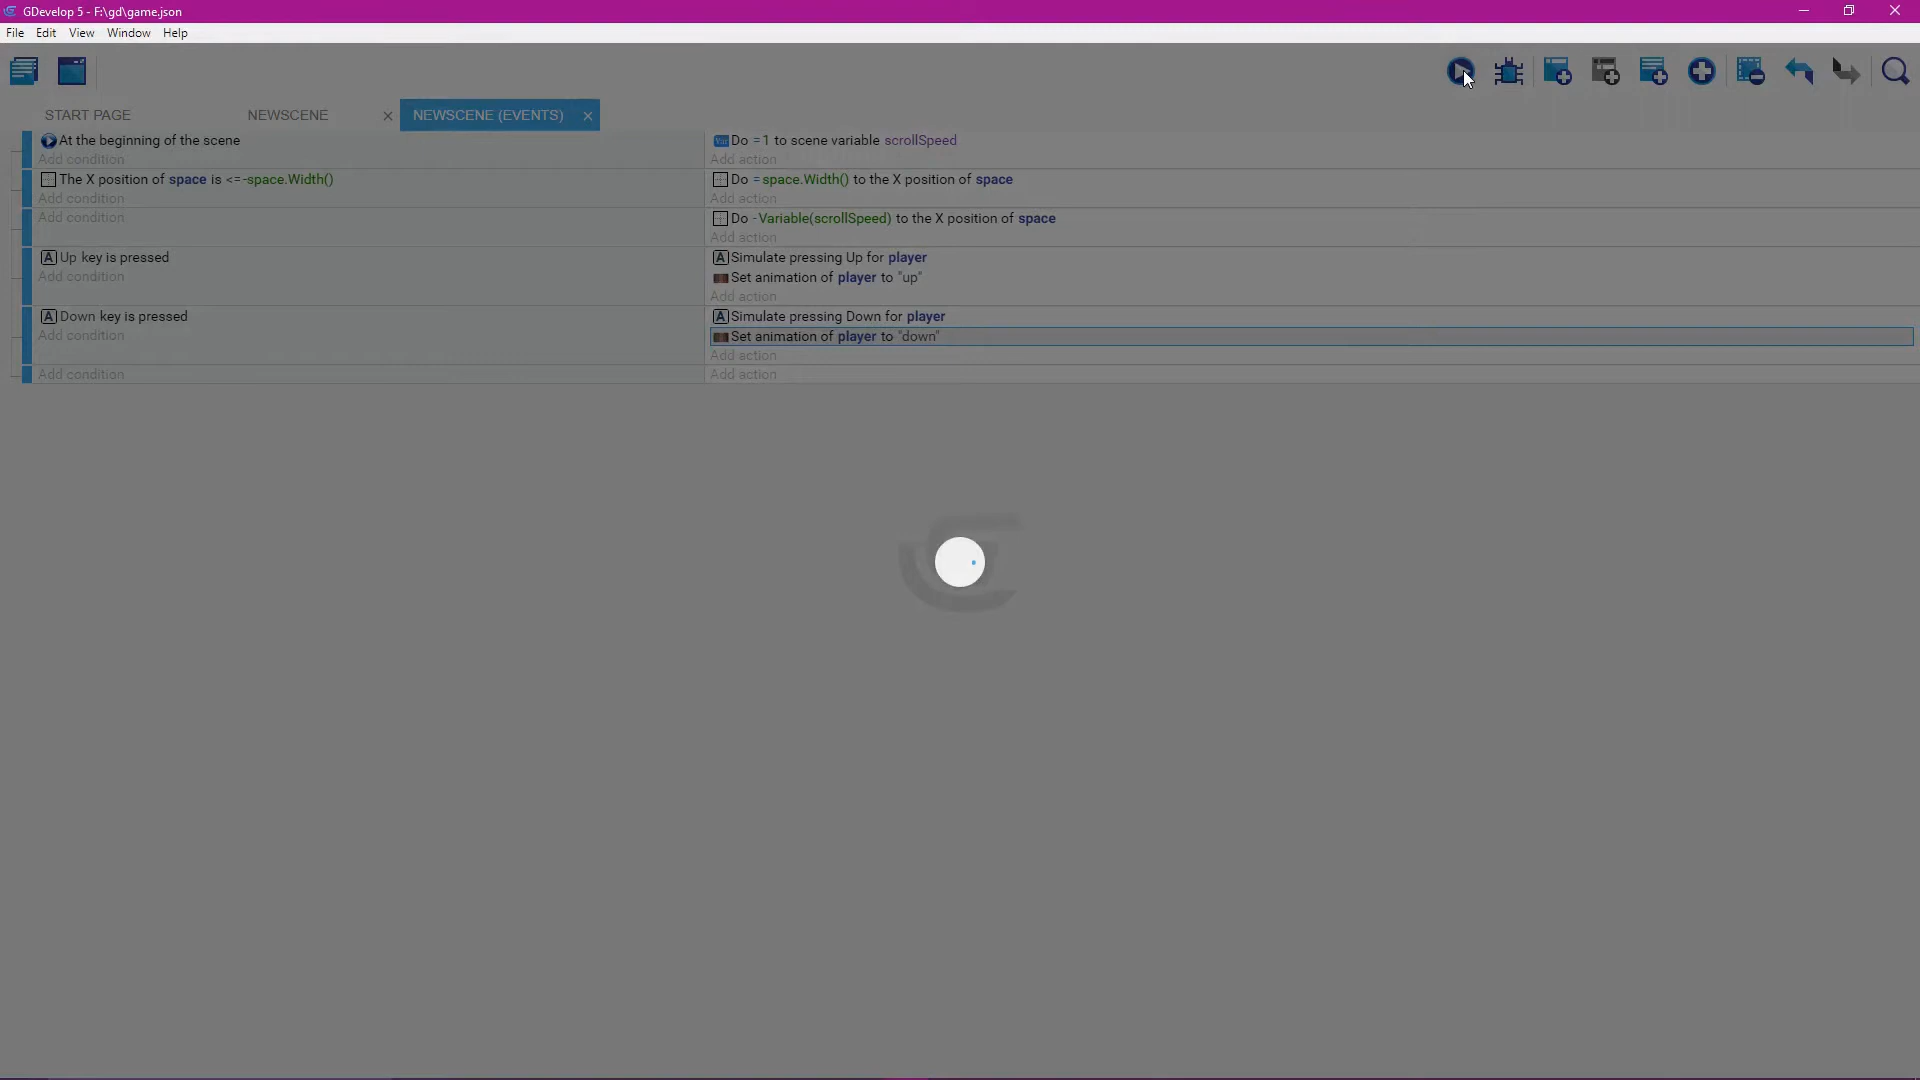 GDevelop 5 - F:\gd\game.json
File Edit View Window Help
START PAGE NEWSCENE × NEWSCENE (EVENTS) ×
At the beginning of the scene
Add condition
Do =1 to scene variable scrollSpeed
Add action
The X position of space is <=-space.Width()
Add condition
Do =space.Width() to the X position of space
Add action
Add condition
Do -Variable(scrollSpeed) to the X position of space
Add action
A Up key is pressed
Add condition
A Simulate pressing Up for player
Set animation of player to "up"
Add action
A Down key is pressed
Add condition
A Simulate pressing Down for player
Set animation of player to "down"
Add action
Add condition
Add action